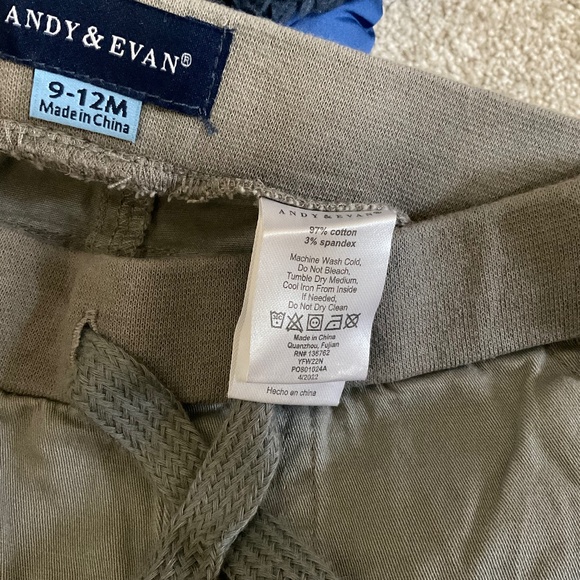 ANDY & EVAN®
9-12M
Made in China
ANDY & EVAN®
97% cotton
3% spandex
Machine Wash Cold,
Do Not Bleach,
Tumble Dry Medium,
Cool Iron From Inside
If Needed,
Do Not Dry Clean
Made in China
Quanzhou, Fujian
RN# 136762
YFW22N
POS01024A
4/2022
Hecho en china